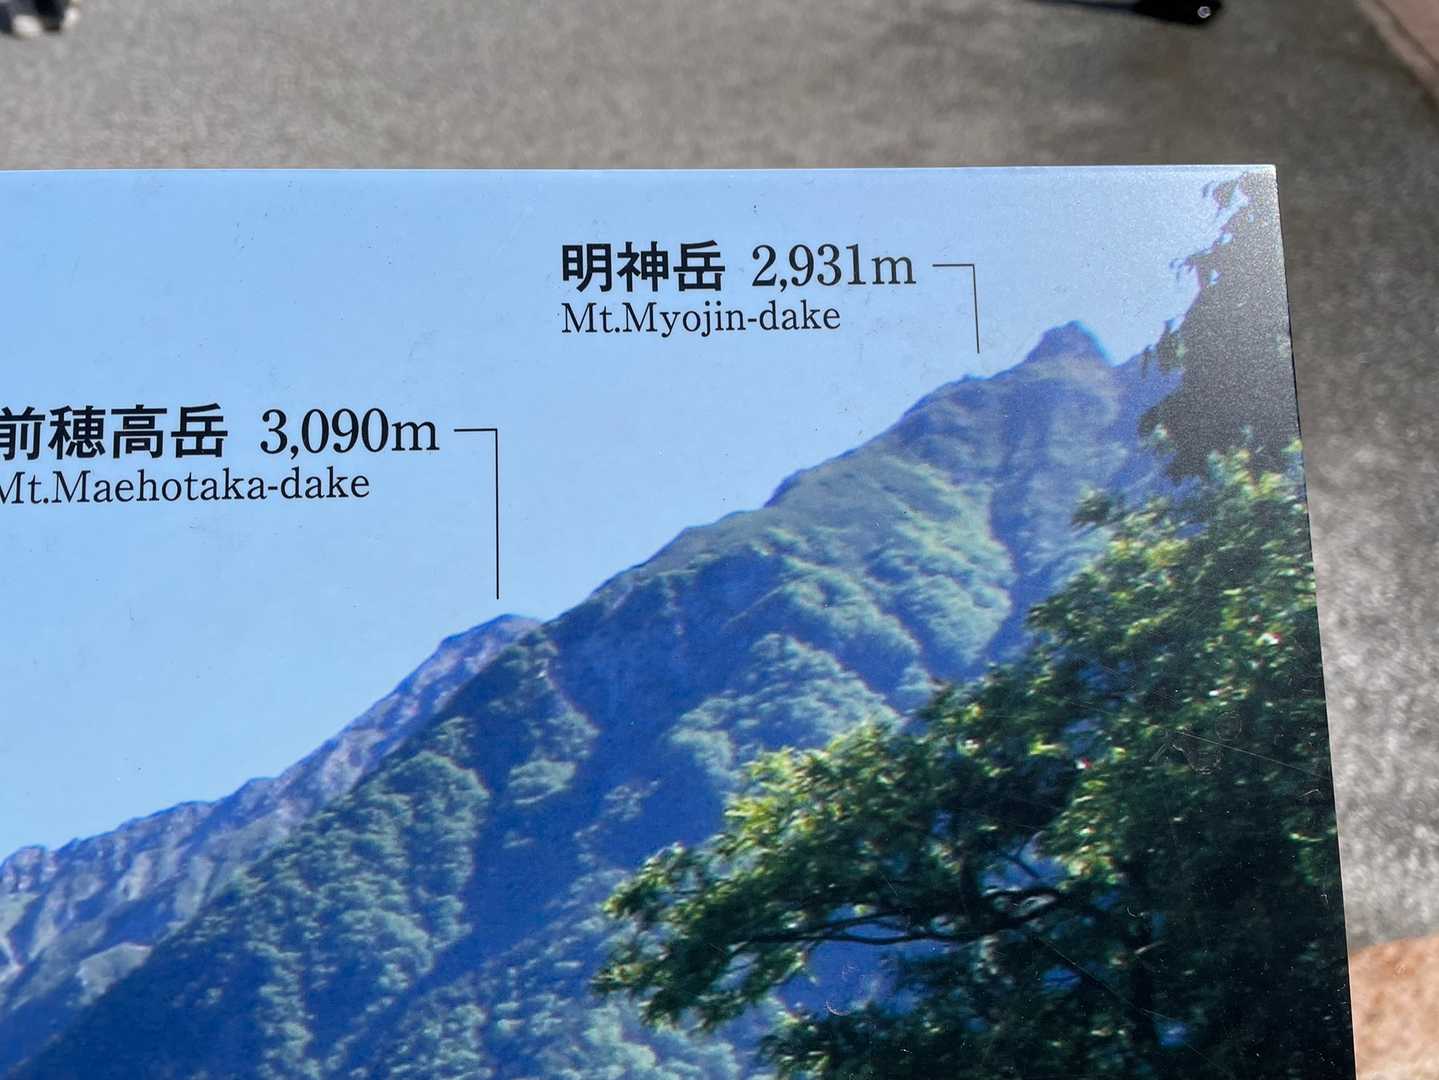 明神岳 2,931m
Mt.Myojin-dake
前穂高岳 3,090m
Mt.Maehotaka-dake